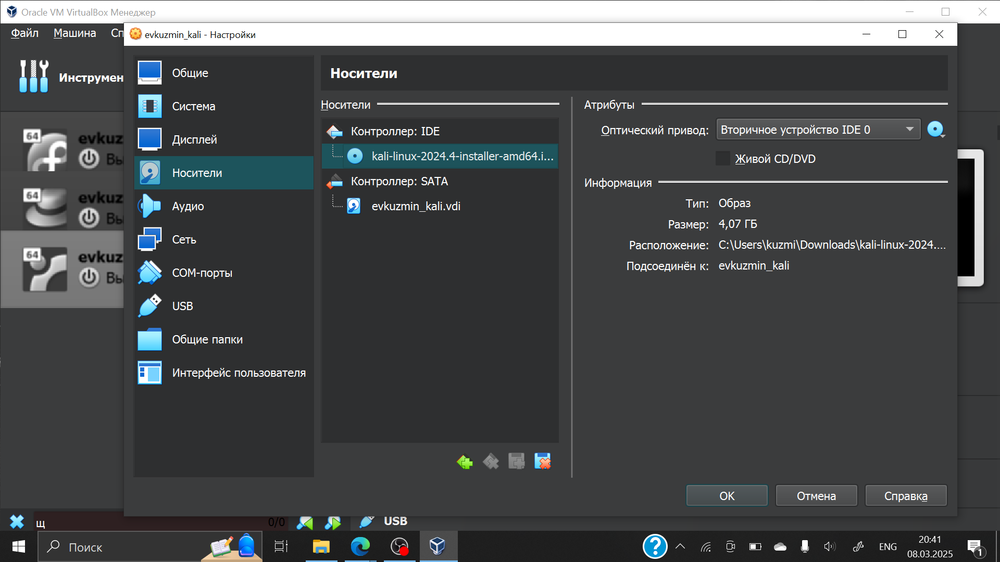 Oracle VM VirtualBox Менеджер
Файл Машина Сп
evkuzmin_kali - Настройки
Инструмен
64 evkuz
Вы
64 evkuz
Вы
64 evkuz
Вы
Общие
Система
Дисплей
Носители
Аудио
Сеть
COM-порты
USB
Общие папки
Интерфейс пользователя
Носители
Носители
Контроллер: IDE
kali-linux-2024.4-installer-amd64.i...
Контроллер: SATA
evkuzmin_kali.vdi
Атрибуты
Оптический привод: Вторичное устройство IDE 0
Живой CD/DVD
Информация
Тип: Образ
Размер: 4,07 ГБ
Расположение: C:\Users\kuzmi\Downloads\kali-linux-2024....
Подсоединён к: evkuzmin_kali
OK Отмена Справка
щ 0/0 USB
Поиск
ENG 20:41
08.03.2025
1